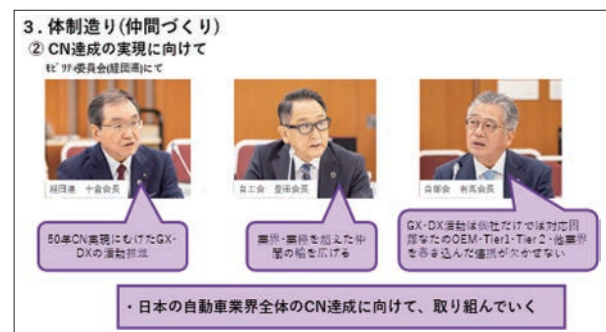 3.体制造り(仲間づくり)
② CN達成の実現に向けて
ﾓﾋﾞﾘﾃｨ委員会(経団連)にて
経団連 十倉会長
自工会 豊田会長
自部会 有馬会長
50年CN実現にむけたGX・
DXの活動推進
業界・業種を超えた仲
間の輪を広げる
GX・DX活動は個社だけでは対応困
難なためOEM・Tier1・Tier2・他業界
を巻き込んだ連携が欠かせない
・日本の自動車業界全体のCN達成に向けて、取り組んでいく